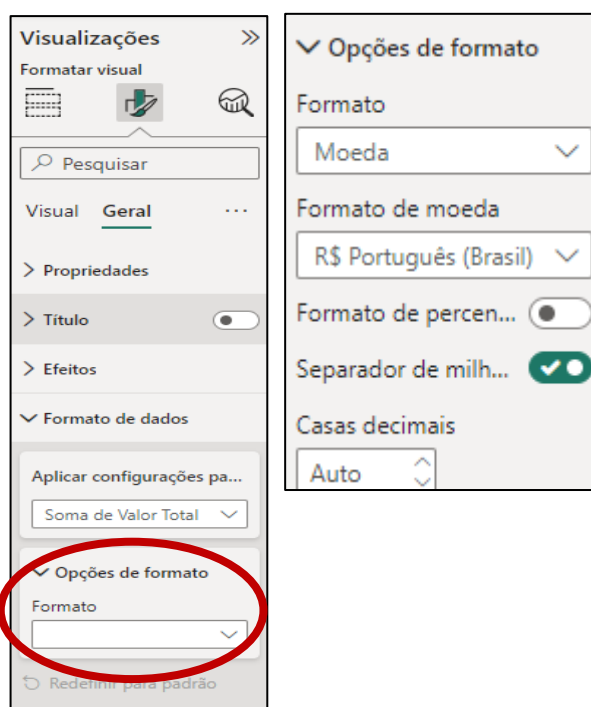 Visualizações
Formatar visual
Pesquisar
Visual Geral ...
Propriedades
Título
Efeitos
Formato de dados
Aplicar configurações pa...
Soma de Valor Total
Opções de formato
Formato
Redefinir para padrão
Opções de formato
Formato
Moeda
Formato de moeda
R$ Português (Brasil)
Formato de percen...
Separador de milh...
Casas decimais
Auto